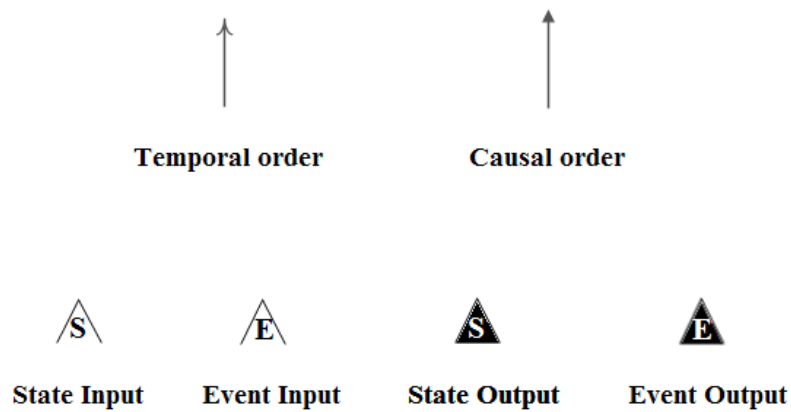 Temporal order Causal order
S E S E
State Input Event Input State Output Event Output